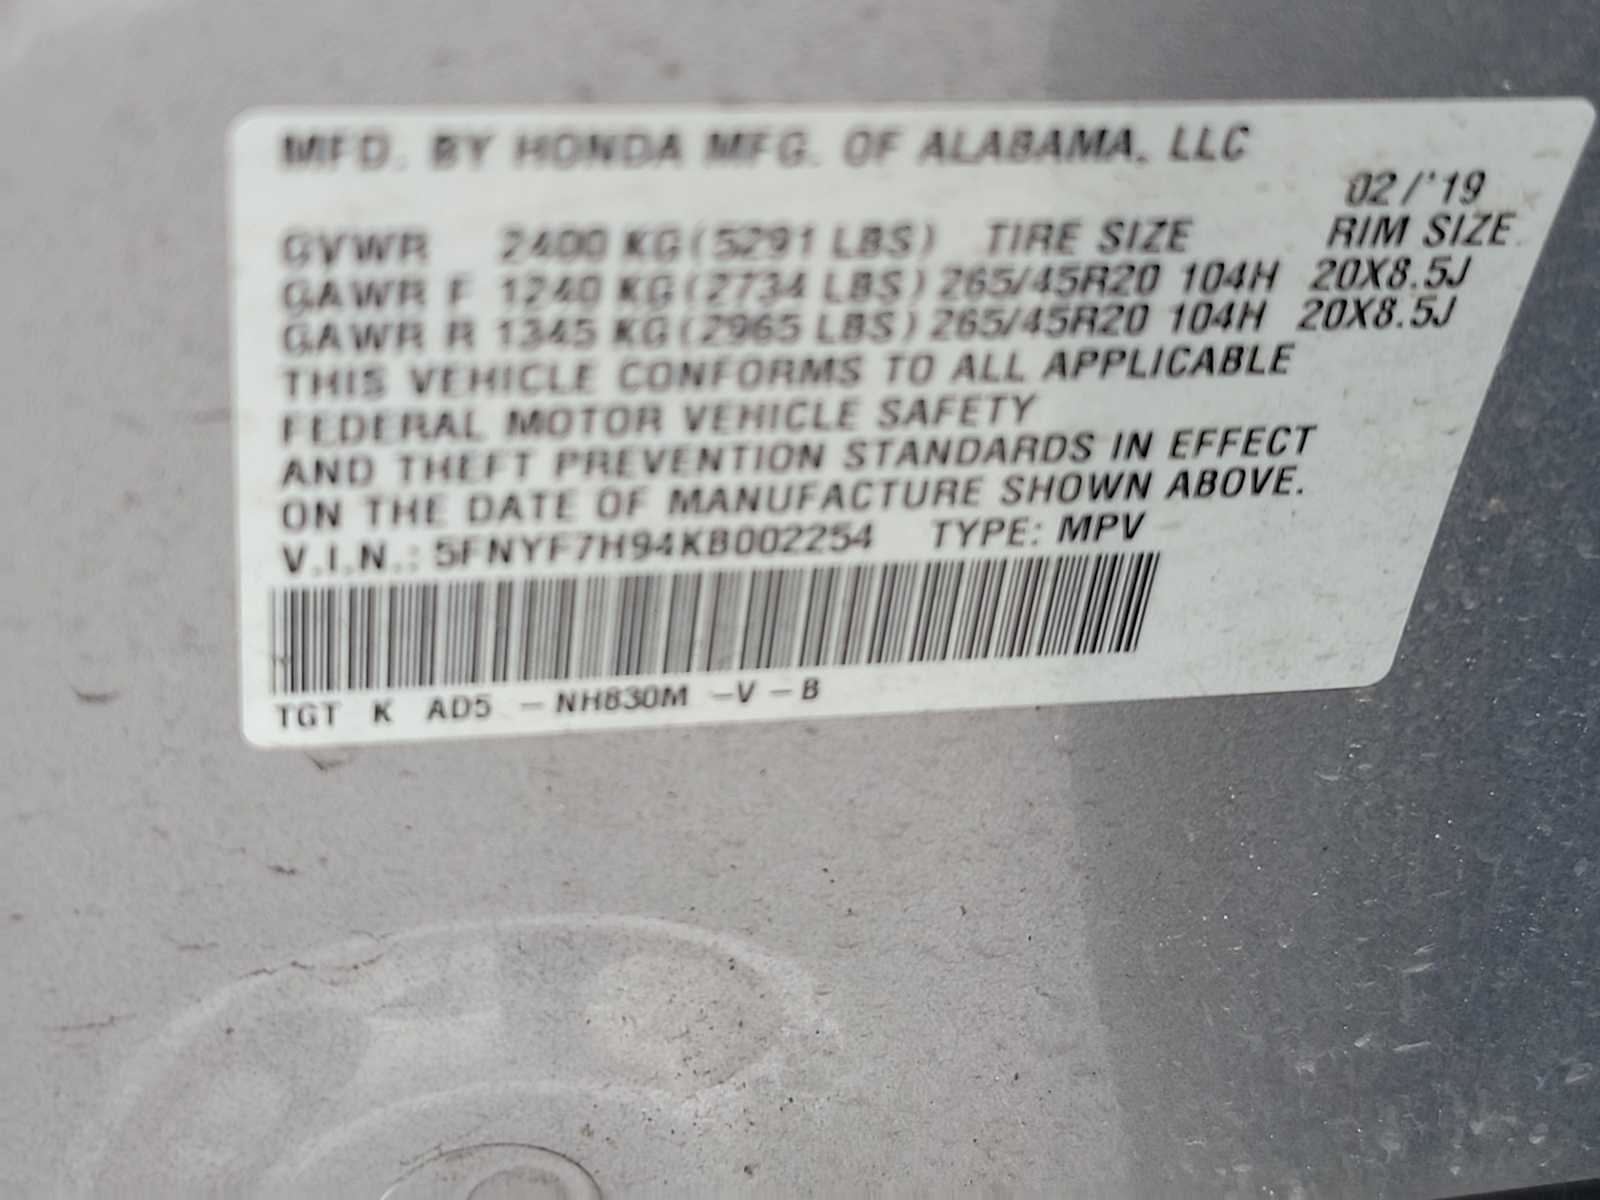 MFD. BY HONDA MFG. OF ALABAMA, LLC
02/'19
GVWR 2400 KG(5291 LBS) TIRE SIZE RIM SIZE
GAWR F 1240 KG(2734 LBS) 265/45R20 104H 20X8.5J
GAWR R 1345 KG(2965 LBS) 265/45R20 104H 20X8.5J
THIS VEHICLE CONFORMS TO ALL APPLICABLE
FEDERAL MOTOR VEHICLE SAFETY
AND THEFT PREVENTION STANDARDS IN EFFECT
ON THE DATE OF MANUFACTURE SHOWN ABOVE.
V.I.N.: 5FNYF7H94KB002254 TYPE: MPV
TGT K AD5 -NH830M -V-B